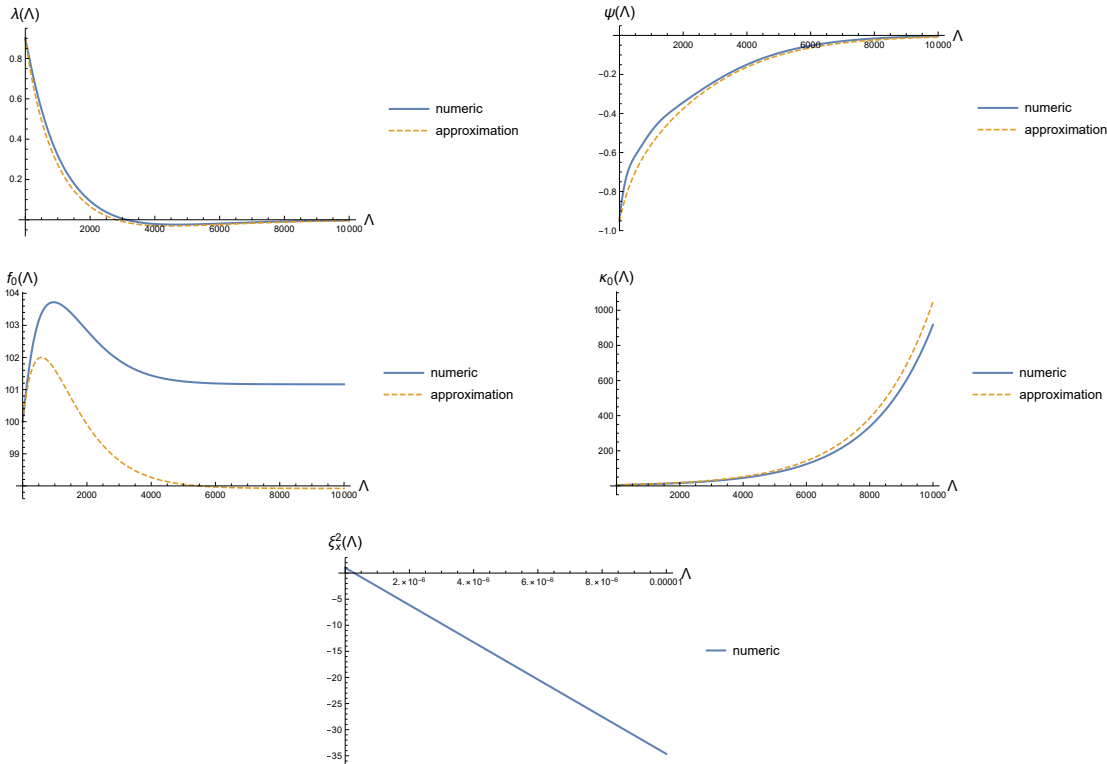 λ(Λ)
0.8
0.6
0.4
0.2
2000 4000 6000 8000 10000 Λ
numeric
approximation
ψ(Λ)
2000 4000 6000 8000 10000 Λ
−0.2
−0.4
−0.6
−0.8
−1.0
numeric
approximation
f₀(Λ)
104
103
102
101
100
99
2000 4000 6000 8000 10000 Λ
numeric
approximation
κ₀(Λ)
1000
800
600
400
200
2000 4000 6000 8000 10000 Λ
numeric
approximation
ξₓ²(Λ)
2.×10⁻⁶ 4.×10⁻⁶ 6.×10⁻⁶ 8.×10⁻⁶ 0.00001 Λ
−5
−10
−15
−20
−25
−30
−35
numeric